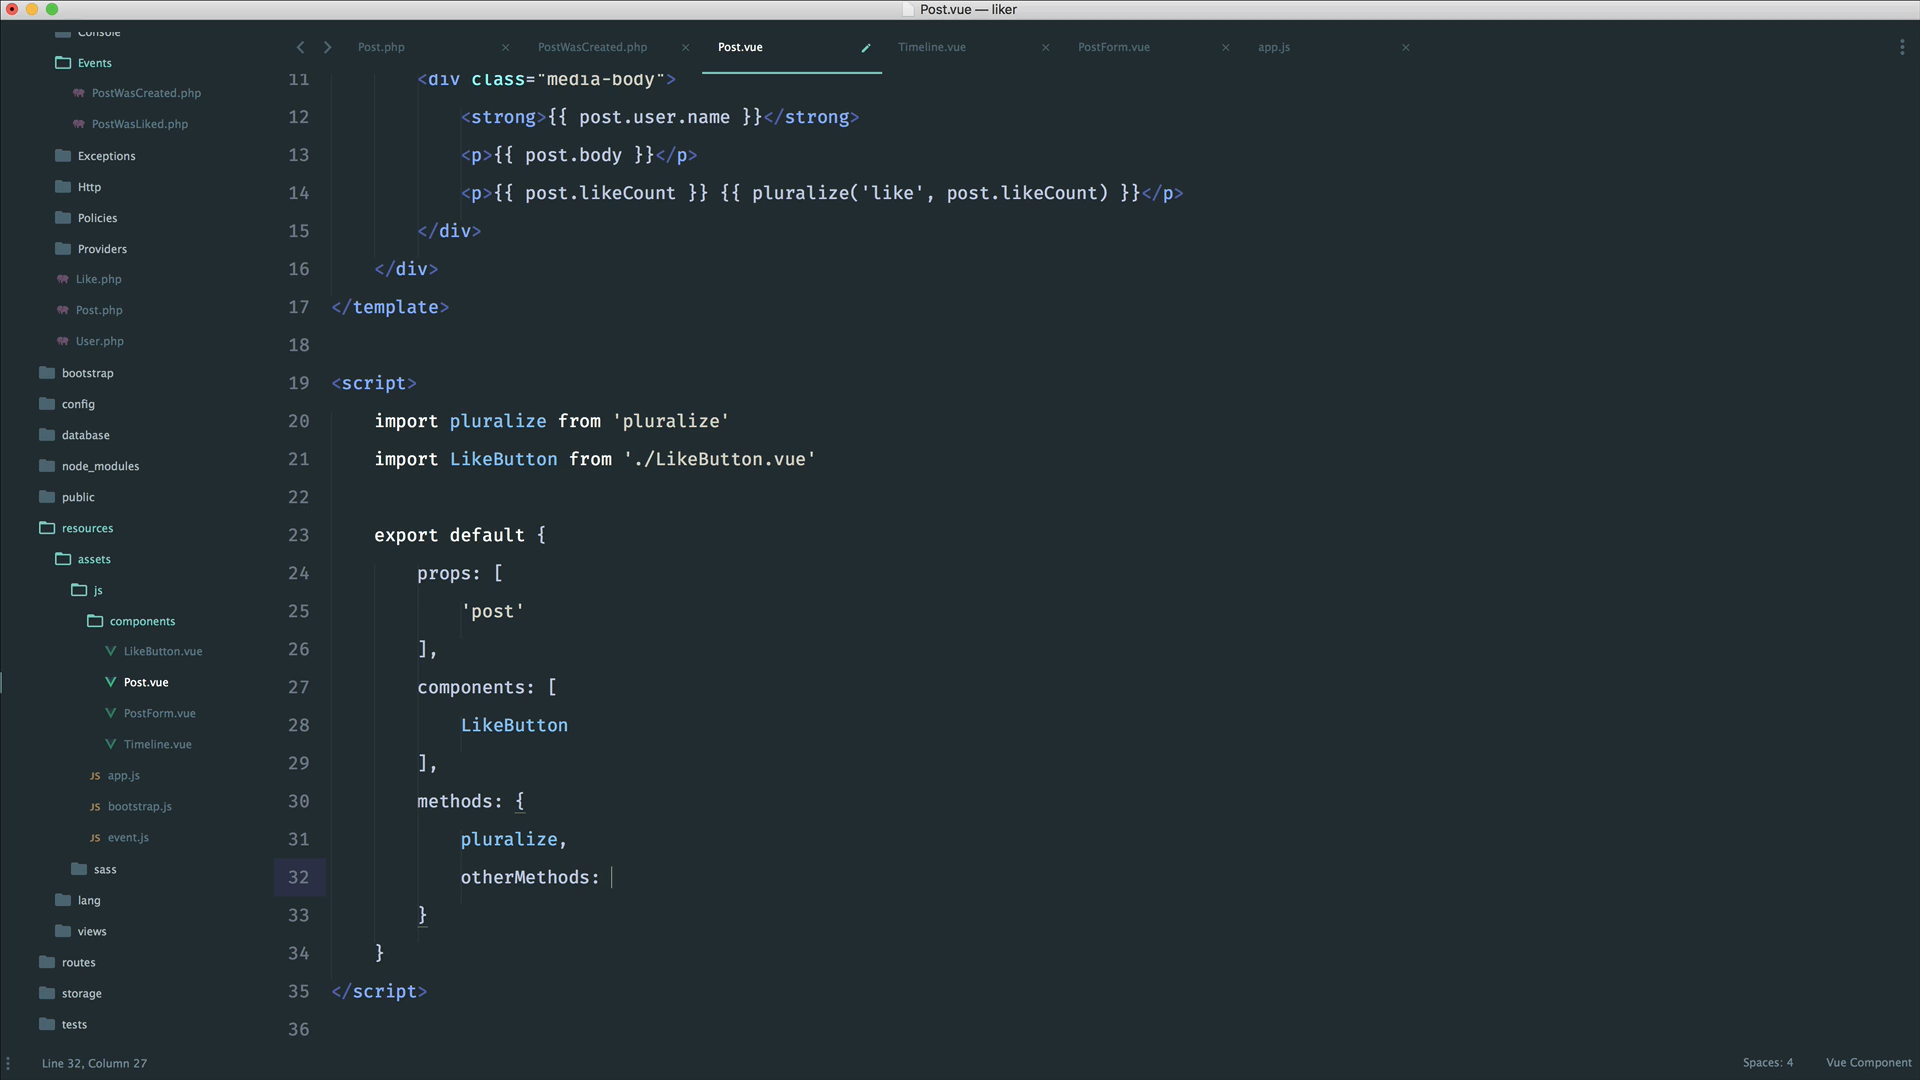 Post.vue — liker
Console
Events
PostWasCreated.php
PostWasLiked.php
Exceptions
Http
Policies
Providers
Like.php
Post.php
User.php
bootstrap
config
database
node_modules
public
resources
assets
js
components
LikeButton.vue
Post.vue
PostForm.vue
Timeline.vue
JS app.js
JS bootstrap.js
JS event.js
sass
lang
views
routes
storage
tests
Post.php × PostWasCreated.php × Post.vue Timeline.vue × PostForm.vue × app.js ×
11 <div class="media-body">
12 <strong>{{ post.user.name }}</strong>
13 <p>{{ post.body }}</p>
14 <p>{{ post.likeCount }} {{ pluralize('like', post.likeCount) }}</p>
15 </div>
16 </div>
17 </template>
18
19 <script>
20 import pluralize from 'pluralize'
21 import LikeButton from './LikeButton.vue'
22
23 export default {
24 props: [
25 'post'
26 ],
27 components: [
28 LikeButton
29 ],
30 methods: {
31 pluralize,
32 otherMethods:
33 }
34 }
35 </script>
36
Line 32, Column 27
Spaces: 4
Vue Component